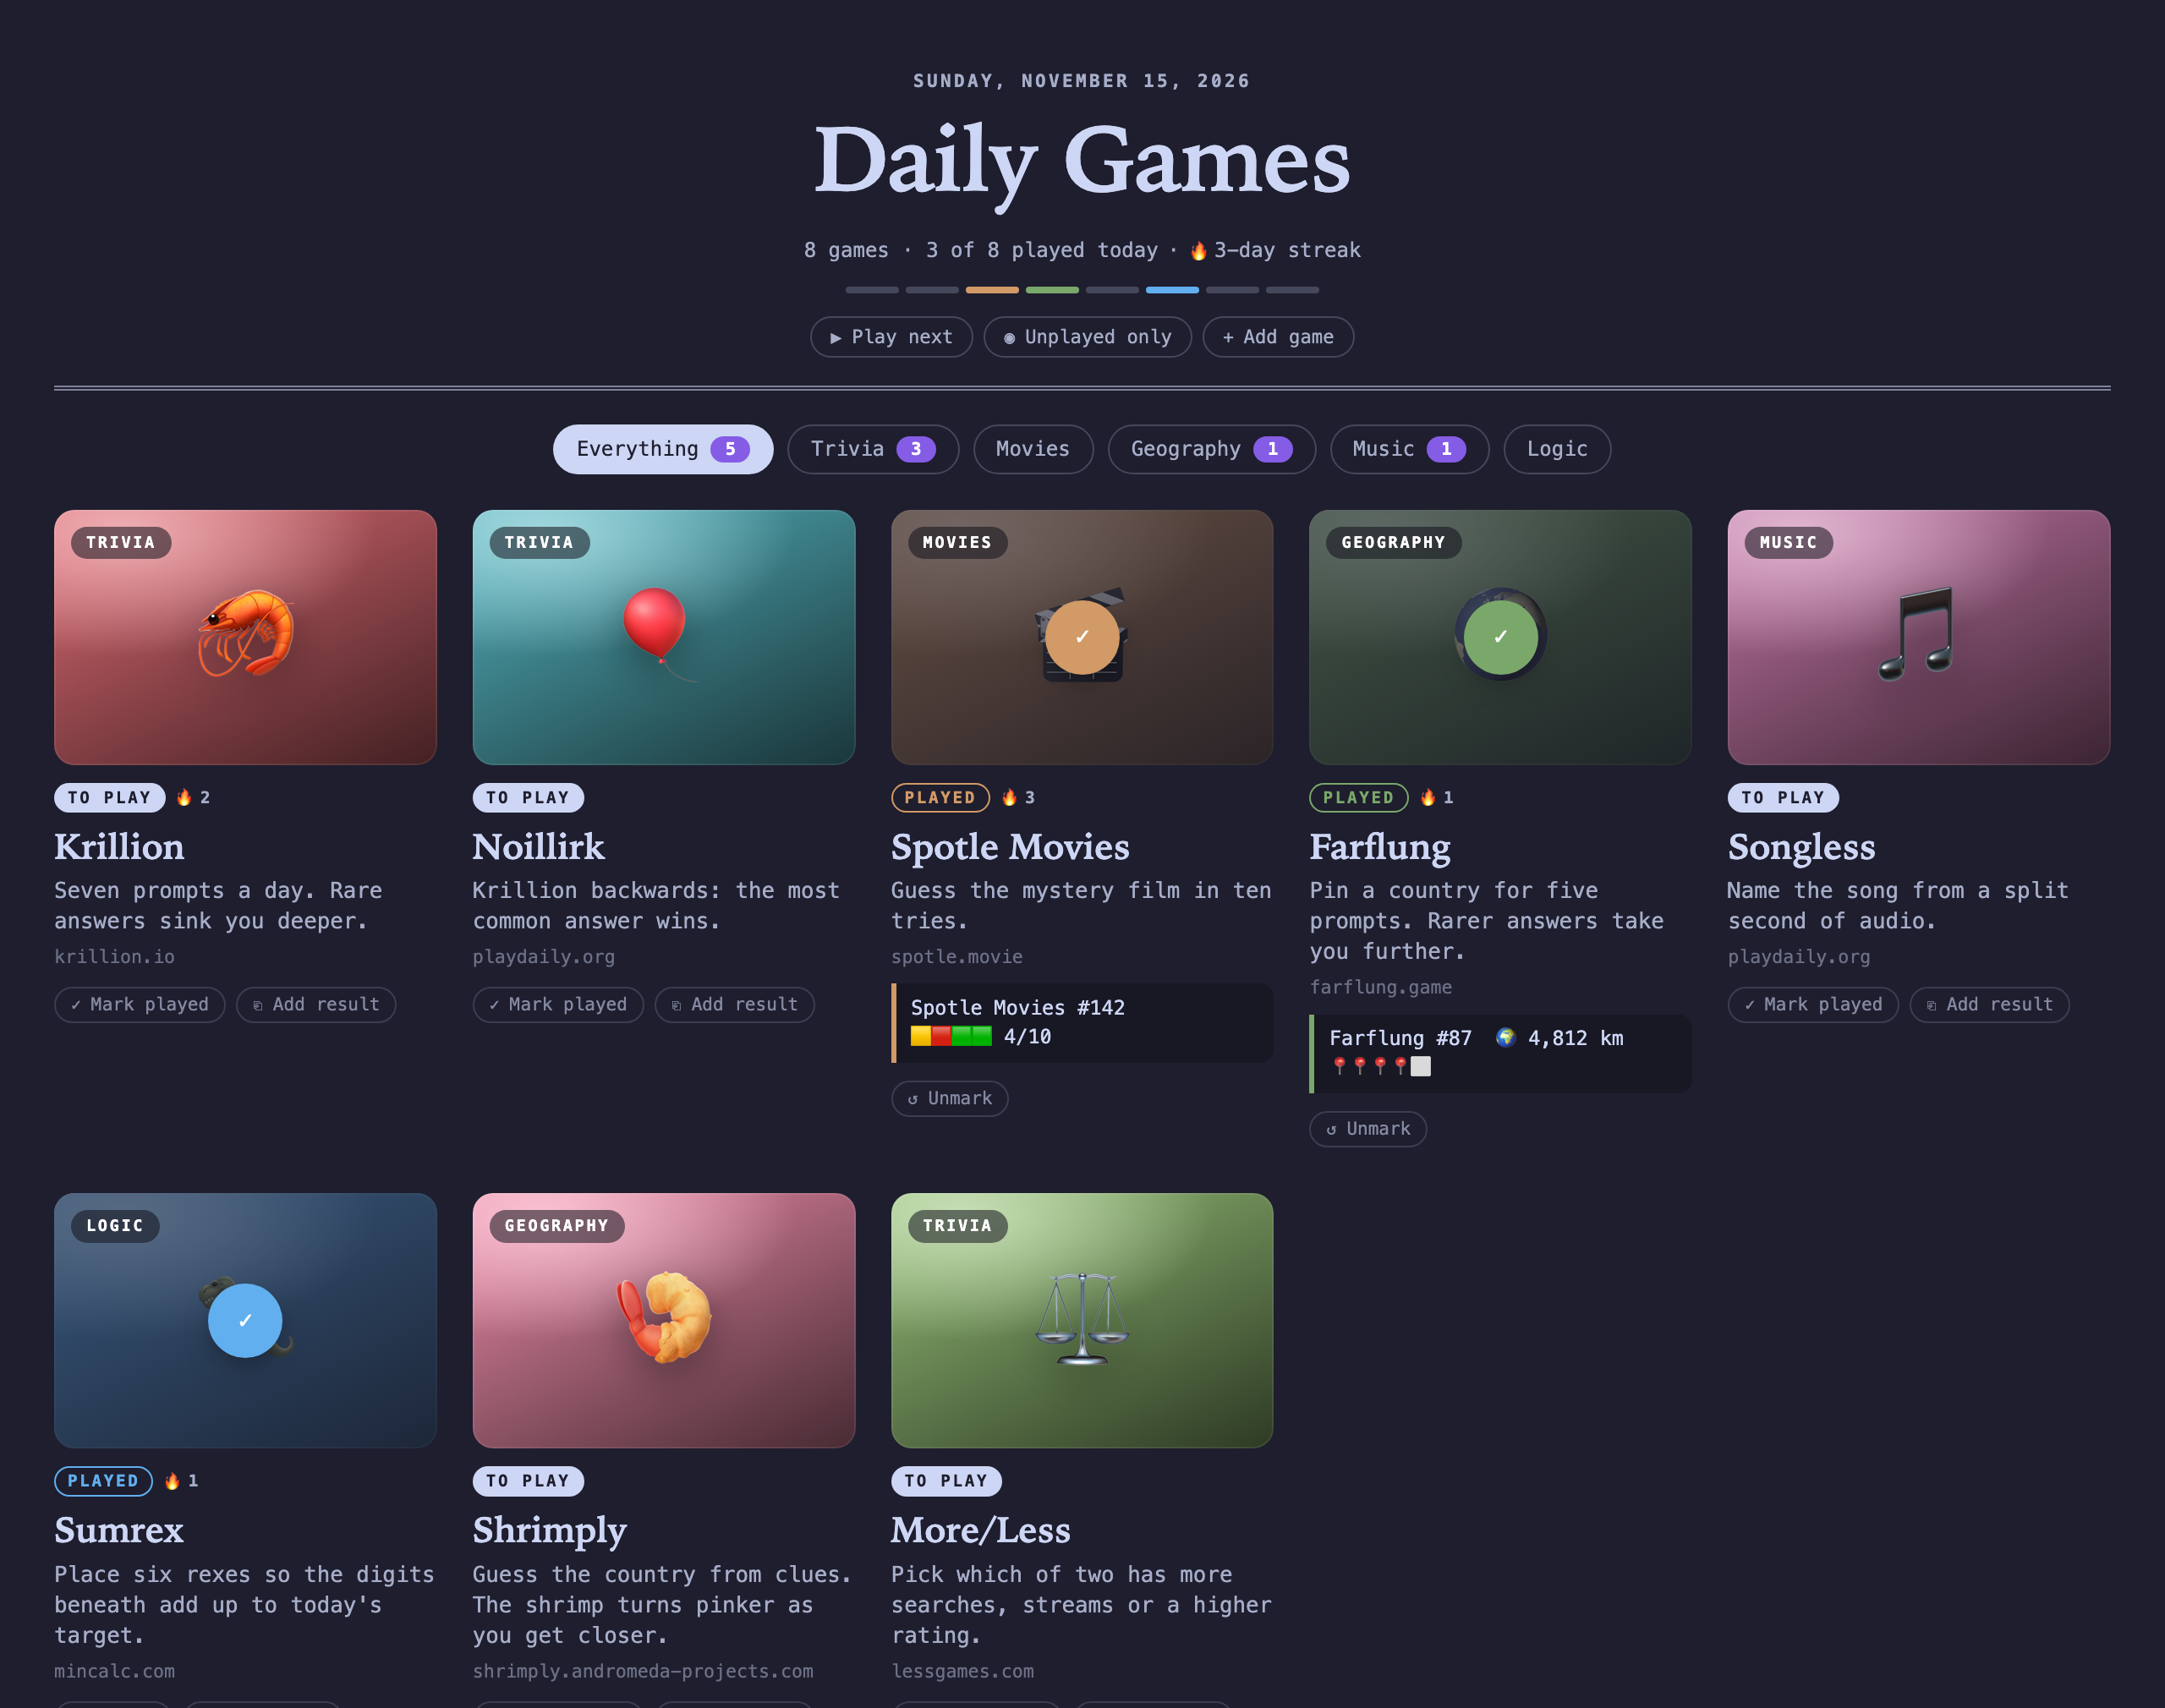 SUNDAY, NOVEMBER 15, 2026
Daily Games
8 games · 3 of 8 played today · 🔥 3-day streak
▶ Play next ◉ Unplayed only + Add game
Everything 5 Trivia 3 Movies Geography 1 Music 1 Logic
TRIVIA
TO PLAY 🔥 2
Krillion
Seven prompts a day. Rare
answers sink you deeper.
krillion.io
✓ Mark played Add result
TRIVIA
TO PLAY
Noillirk
Krillion backwards: the most
common answer wins.
playdaily.org
✓ Mark played Add result
MOVIES
✓
PLAYED 🔥 3
Spotle Movies
Guess the mystery film in ten
tries.
spotle.movie
Spotle Movies #142
🟨🟥🟩🟩 4/10
↺ Unmark
GEOGRAPHY
✓
PLAYED 🔥 1
Farflung
Pin a country for five
prompts. Rarer answers take
you further.
farflung.game
Farflung #87 🌍 4,812 km
📍📍📍📍⬜
↺ Unmark
MUSIC
TO PLAY
Songless
Name the song from a split
second of audio.
playdaily.org
✓ Mark played Add result
LOGIC
✓
PLAYED 🔥 1
Sumrex
Place six rexes so the digits
beneath add up to today's
target.
mincalc.com
GEOGRAPHY
TO PLAY
Shrimply
Guess the country from clues.
The shrimp turns pinker as
you get closer.
shrimply.andromeda-projects.com
TRIVIA
TO PLAY
More/Less
Pick which of two has more
searches, streams or a higher
rating.
lessgames.com